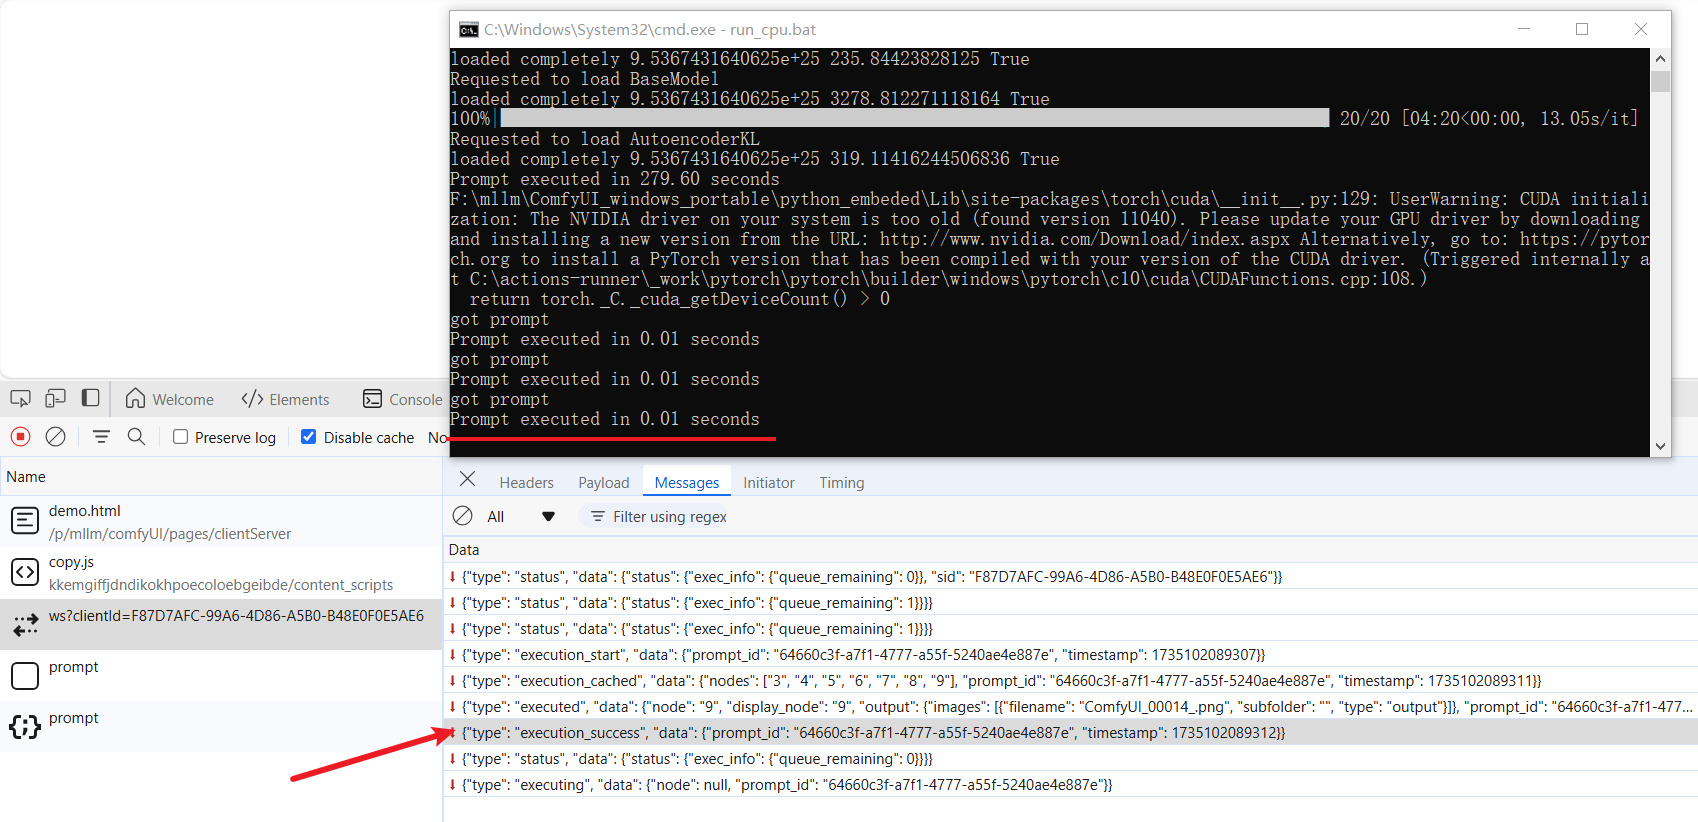 C:\Windows\System32\cmd.exe - run_cpu.bat
loaded completely 9.5367431640625e+25 235.84423828125 True
Requested to load BaseModel
loaded completely 9.5367431640625e+25 3278.812271118164 True
100%| 20/20 [04:20<00:00, 13.05s/it]
Requested to load AutoencoderKL
loaded completely 9.5367431640625e+25 319.11416244506836 True
Prompt executed in 279.60 seconds
F:\mllm\ComfyUI_windows_portable\python_embeded\Lib\site-packages\torch\cuda\__init__.py:129: UserWarning: CUDA initiali
zation: The NVIDIA driver on your system is too old (found version 11040). Please update your GPU driver by downloading
and installing a new version from the URL: http://www.nvidia.com/Download/index.aspx Alternatively, go to: https://pytor
ch.org to install a PyTorch version that has been compiled with your version of the CUDA driver. (Triggered internally a
t C:\actions-runner\_work\pytorch\pytorch\builder\windows\pytorch\c10\cuda\CUDAFunctions.cpp:108.)
return torch._C._cuda_getDeviceCount() > 0
got prompt
Prompt executed in 0.01 seconds
got prompt
Prompt executed in 0.01 seconds
got prompt
Prompt executed in 0.01 seconds
Welcome Elements Console
Preserve log Disable cache No
Name
demo.html
/p/mllm/comfyUI/pages/clientServer
copy.js
kkemgiffjdndikokhpoecoloebgeibde/content_scripts
ws?clientId=F87D7AFC-99A6-4D86-A5B0-B48E0F0E5AE6
prompt
prompt
Headers Payload Messages Initiator Timing
All Filter using regex
Data
{"type": "status", "data": {"status": {"exec_info": {"queue_remaining": 0}}, "sid": "F87D7AFC-99A6-4D86-A5B0-B48E0F0E5AE6"}}
{"type": "status", "data": {"status": {"exec_info": {"queue_remaining": 1}}}}
{"type": "status", "data": {"status": {"exec_info": {"queue_remaining": 1}}}}
{"type": "execution_start", "data": {"prompt_id": "64660c3f-a7f1-4777-a55f-5240ae4e887e", "timestamp": 1735102089307}}
{"type": "execution_cached", "data": {"nodes": ["3", "4", "5", "6", "7", "8", "9"], "prompt_id": "64660c3f-a7f1-4777-a55f-5240ae4e887e", "timestamp": 1735102089311}}
{"type": "executed", "data": {"node": "9", "display_node": "9", "output": {"images": [{"filename": "ComfyUI_00014_.png", "subfolder": "", "type": "output"}]}, "prompt_id": "64660c3f-a7f1-477...
{"type": "execution_success", "data": {"prompt_id": "64660c3f-a7f1-4777-a55f-5240ae4e887e", "timestamp": 1735102089312}}
{"type": "status", "data": {"status": {"exec_info": {"queue_remaining": 0}}}}
{"type": "executing", "data": {"node": null, "prompt_id": "64660c3f-a7f1-4777-a55f-5240ae4e887e"}}